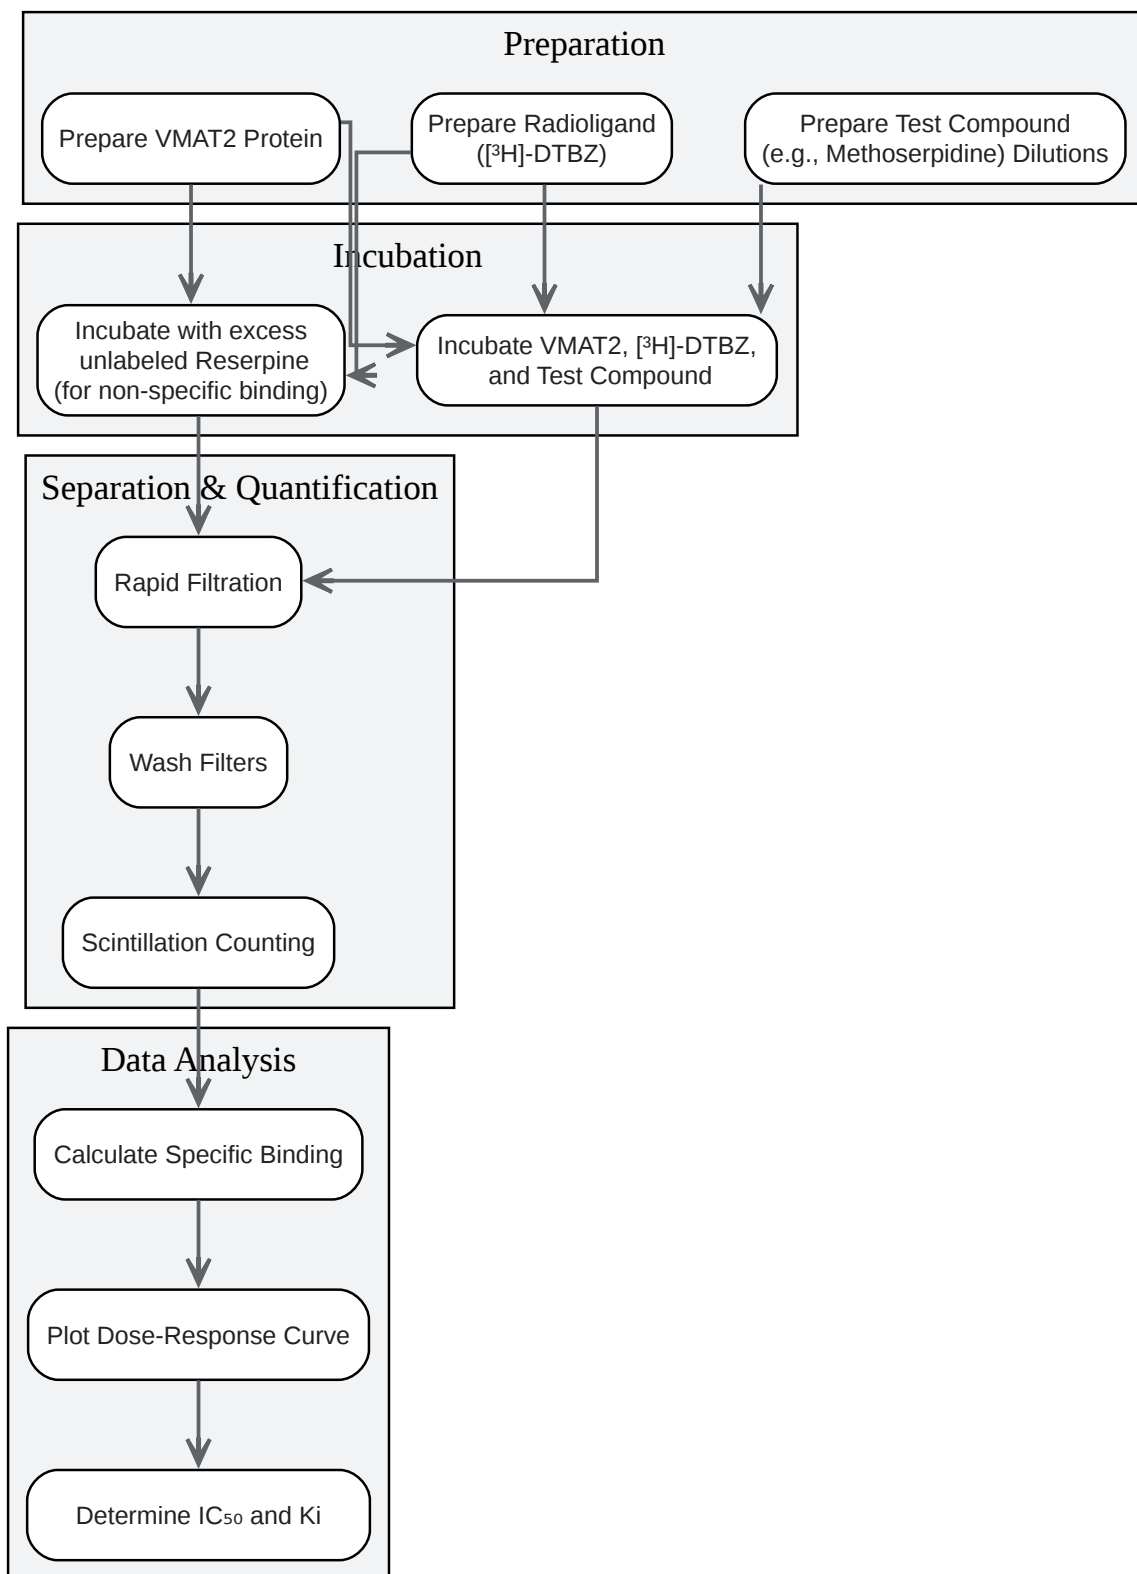 Preparation
Prepare VMAT2 Protein
Prepare Radioligand
([³H]-DTBZ)
Prepare Test Compound
(e.g., Methoserpidine) Dilutions
Incubation
Incubate with excess
unlabeled Reserpine
(for non-specific binding)
Incubate VMAT2, [³H]-DTBZ,
and Test Compound
Separation & Quantification
Rapid Filtration
Wash Filters
Scintillation Counting
Data Analysis
Calculate Specific Binding
Plot Dose-Response Curve
Determine IC₅₀ and Ki